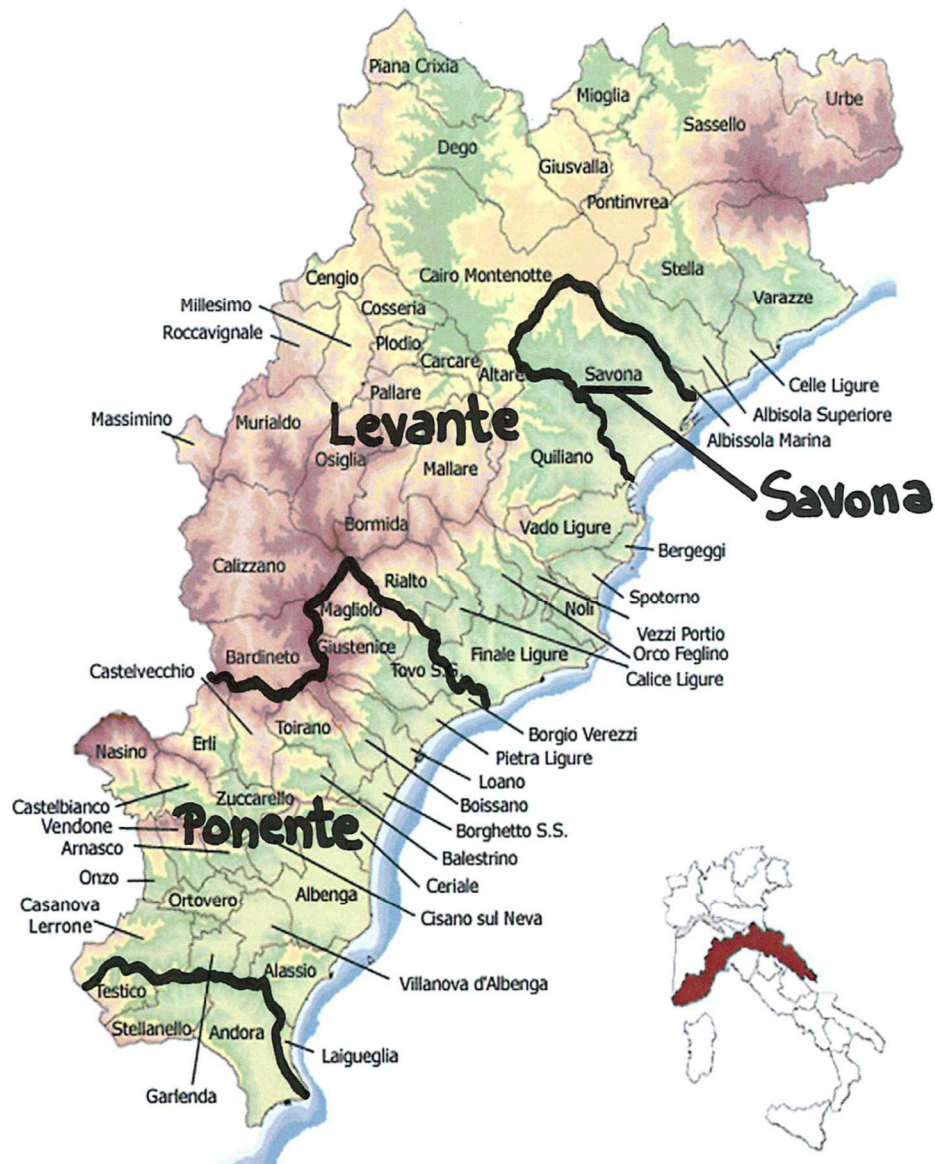 Piana Crixia
Mioglia
Urbe
Sassello
Dego
Giusvalla
Pontinvrea
Stella
Cairo Montenotte
Cengio
Varazze
Millesimo
Cosseria
Roccavignale
Plodio
Carcare
Altare
Savona
Celle Ligure
Pallare
Albisola Superiore
Massimino
Murialdo
Levante
Albissola Marina
Osiglia
Mallare
Quiliano
Savona
Bormida
Vado Ligure
Bergeggi
Calizzano
Rialto
Spotorno
Magliolo
Noli
Vezzi Portio
Giustenice
Orco Feglino
Bardineto
Finale Ligure
Castelvecchio
Tovo S.S.
Calice Ligure
Toirano
Borgio Verezzi
Erli
Nasino
Pietra Ligure
Loano
Castelbianco
Zuccarello
Boissano
Vendone
Ponente
Borghetto S.S.
Arnasco
Balestrino
Onzo
Ceriale
Albenga
Ortovero
Casanova
Lerrone
Cisano sul Neva
Alassio
Villanova d'Albenga
Testico
Stellanello
Andora
Laigueglia
Garlenda